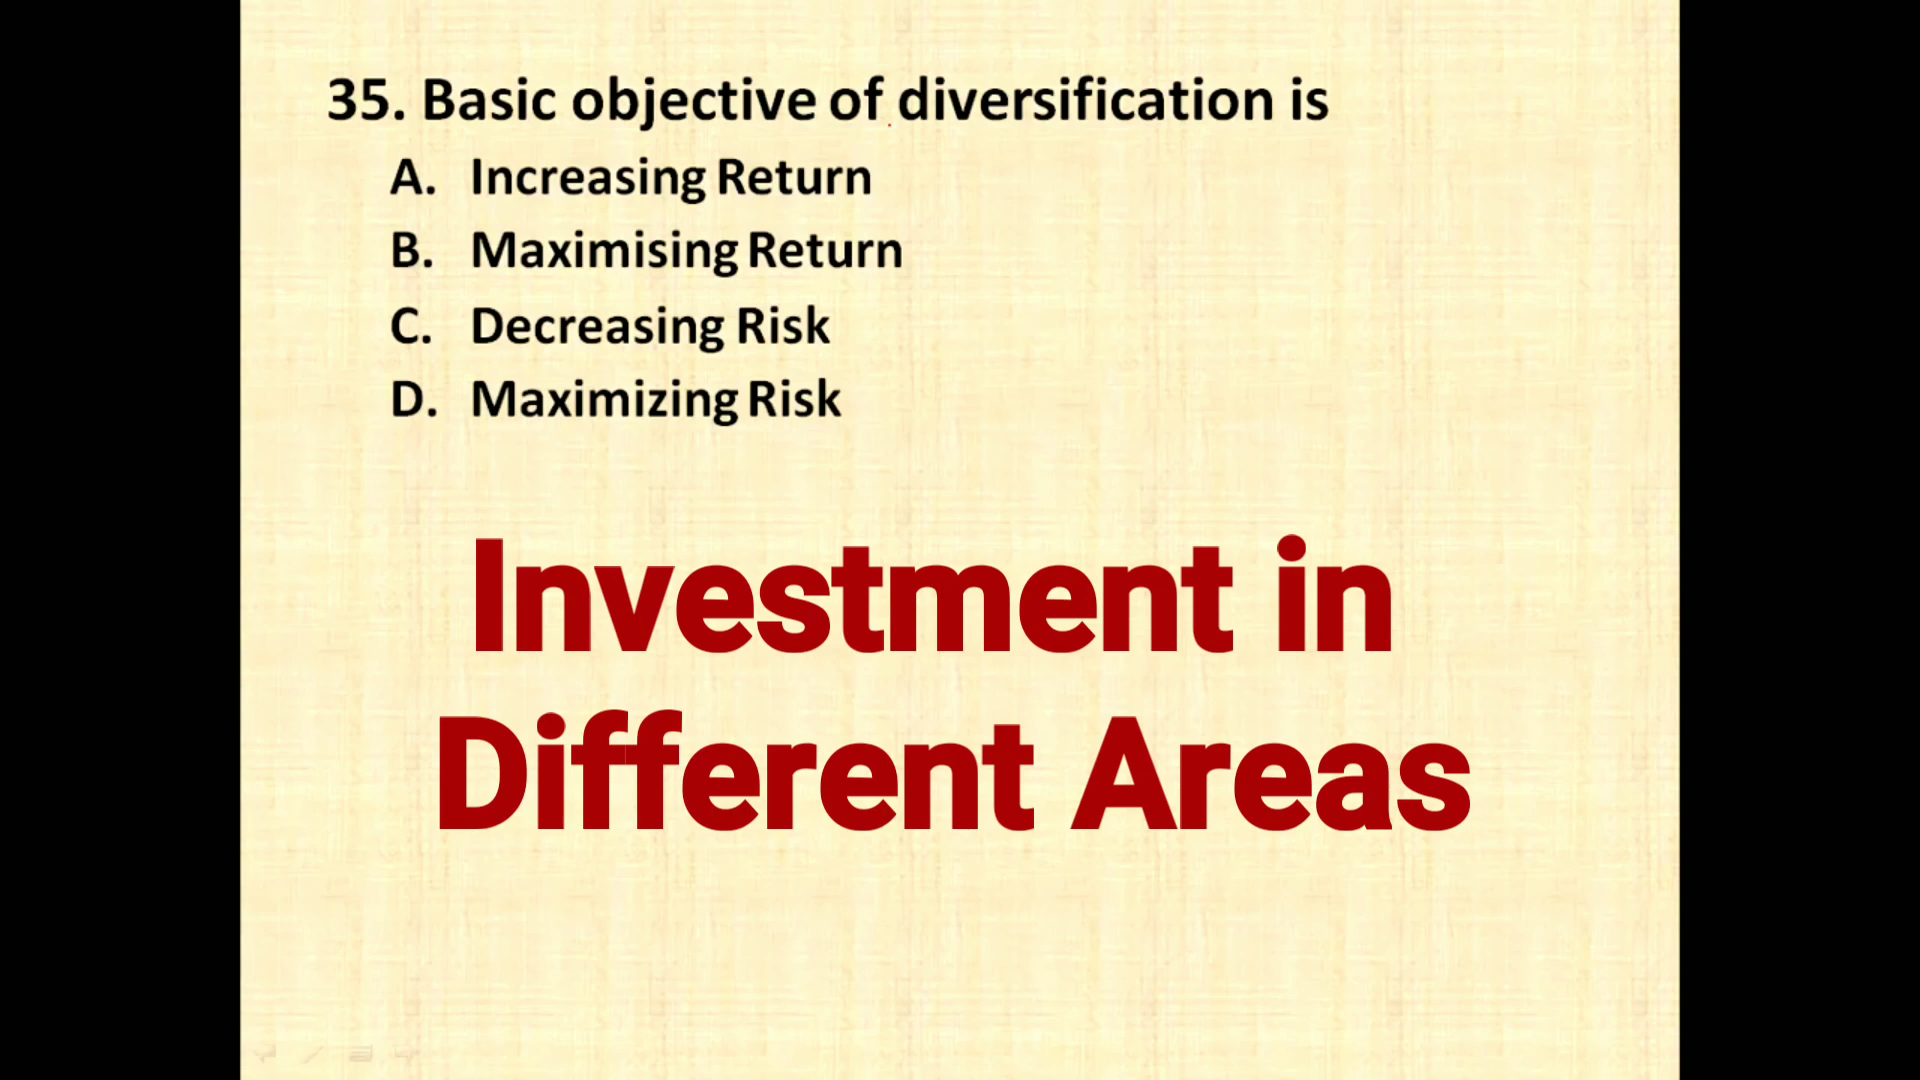 35. Basic objective of diversification is
A. Increasing Return
B. Maximising Return
C. Decreasing Risk
D. Maximizing Risk
Investment in
Different Areas